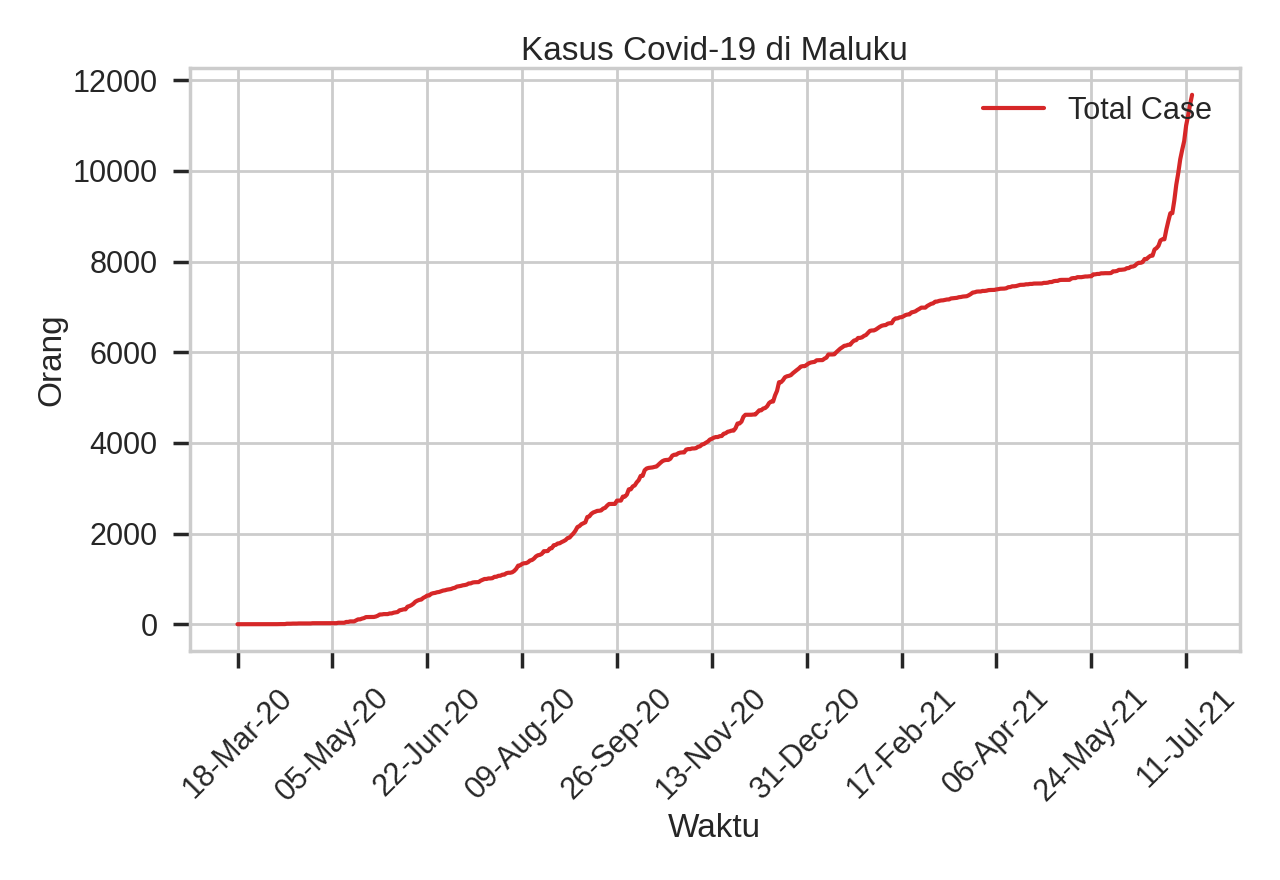 Kasus Covid-19 di Maluku
Total Case
12000
10000
8000
6000
4000
2000
0
Orang
18-Mar-20
05-May-20
22-Jun-20
09-Aug-20
26-Sep-20
13-Nov-20
31-Dec-20
17-Feb-21
06-Apr-21
24-May-21
11-Jul-21
Waktu